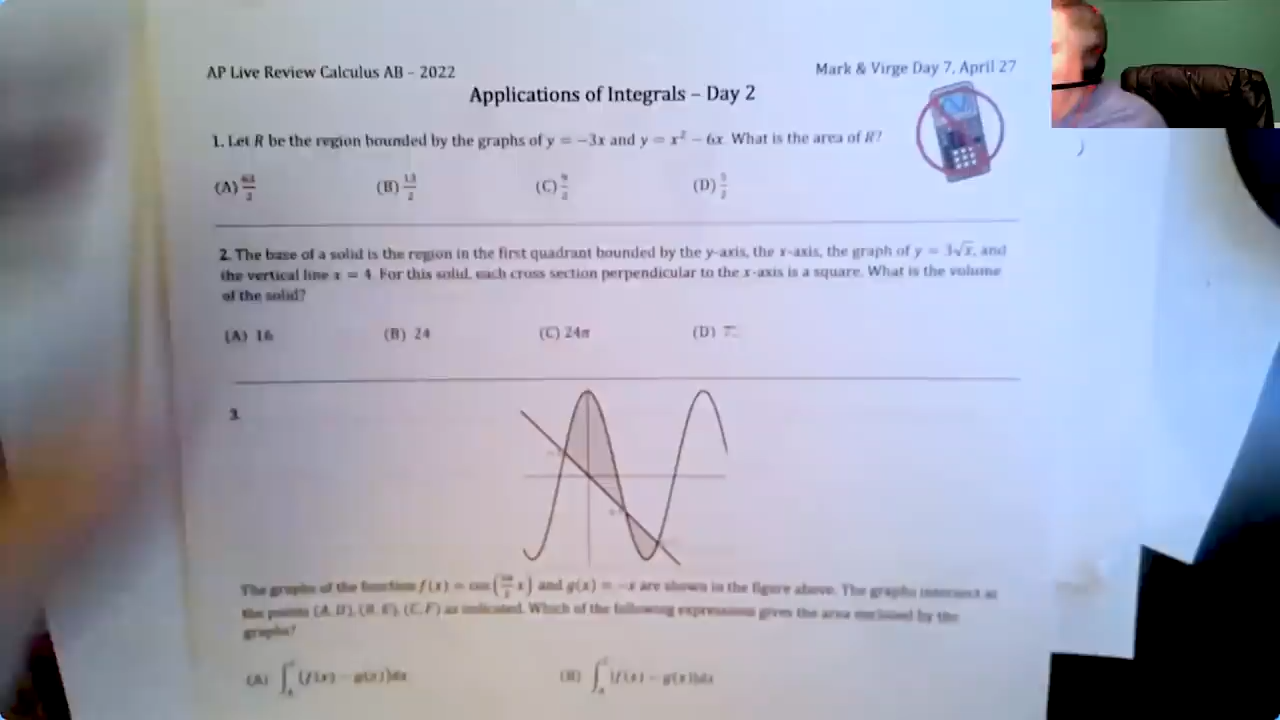 AP Live Review Calculus AB – 2022
Mark & Virge Day 7, April 27
Applications of Integrals – Day 2
1. Let R be the region bounded by the graphs of y = −3x and y = x² − 6x. What is the area of R?
(A) (B) (C) 9/2 (D)
2. The base of a solid is the region in the first quadrant bounded by the y-axis, the x-axis, the graph of y = 3√x, and
the vertical line x = 4. For this solid, each cross section perpendicular to the x-axis is a square. What is the volume
of the solid?
(A) 16 (B) 24 (C) 24π (D)
3.
The graphs of the function f(x) = cos( x) and g(x) = −x are shown in the figure above. The graphs intersect at
the points as indicated. Which of the following expressions gives the area enclosed by the
graphs?
(A) ∫ (f(x) − g(x))dx (B) ∫ (f(x) − g(x))dx